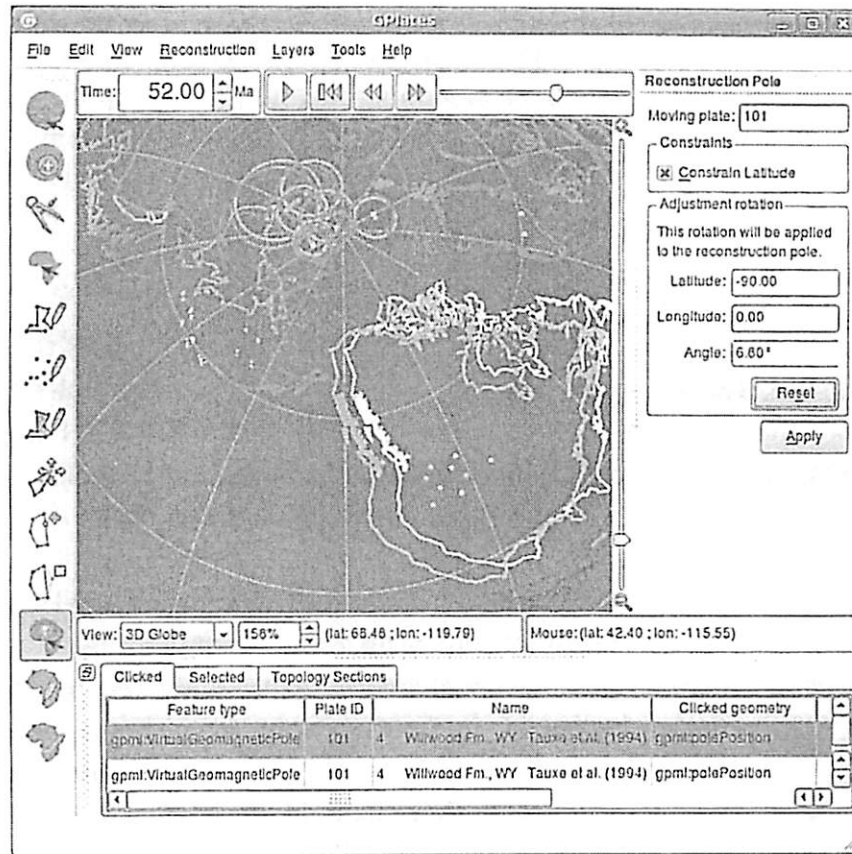 GPlates
File Edit View Reconstruction Layers Tools Help
Time: 52.00 Ma
Reconstruction Pole
Moving plate: 101
Constraints
Constrain Latitude
Adjustment rotation
This rotation will be applied
to the reconstruction pole.
Latitude: -90.00
Longitude: 0.00
Angle: 6.60°
Reset
Apply
View: 3D Globe 156% (lat: 68.48 ; lon: -119.79) Mouse: (lat: 42.40 ; lon: -115.55)
Clicked Selected Topology Sections
Feature type Plate ID Name Clicked geometry
gpml:VirtualGeomagneticPole 101 4 Willwood Fm., WY Tauxe et al. (1994) gpml:polePosition
gpml:VirtualGeomagneticPole 101 4 Willwood Fm., WY Tauxe et al. (1994) gpml:polePosition